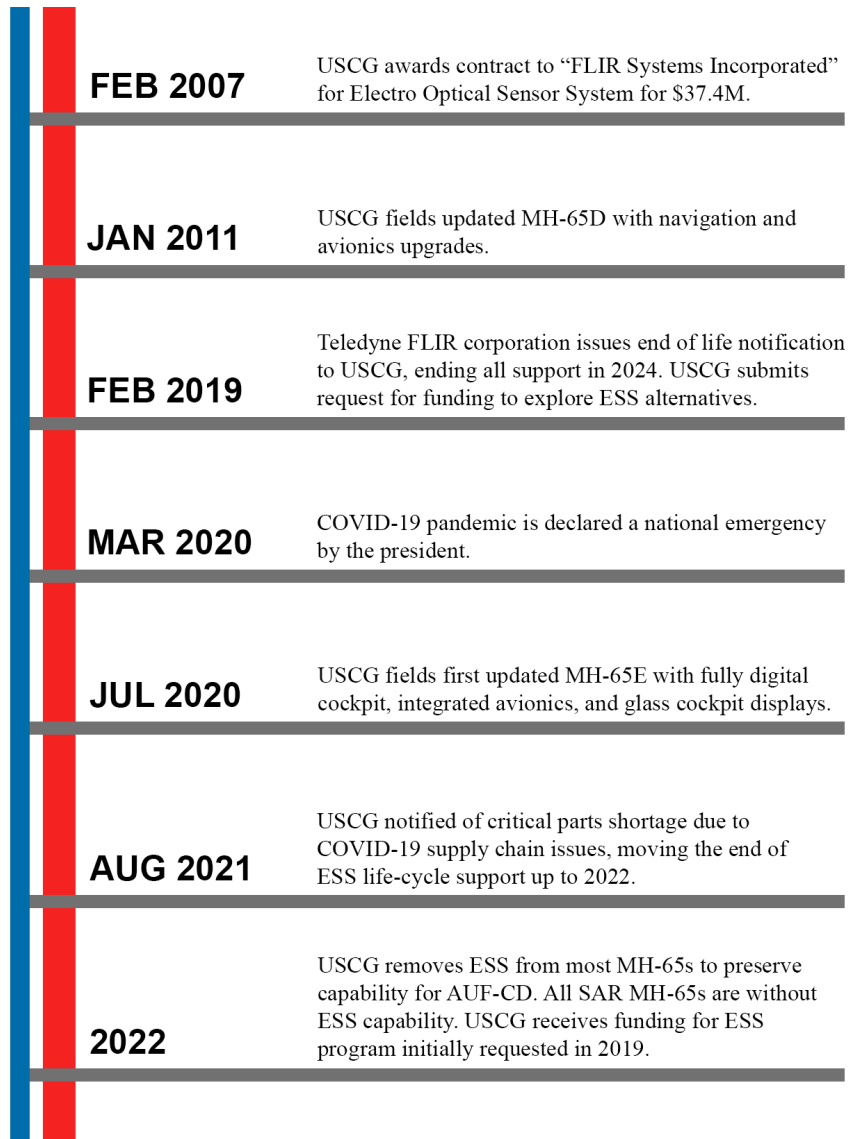 FEB 2007
USCG awards contract to “FLIR Systems Incorporated”
for Electro Optical Sensor System for $37.4M.
JAN 2011
USCG fields updated MH-65D with navigation and
avionics upgrades.
FEB 2019
Teledyne FLIR corporation issues end of life notification
to USCG, ending all support in 2024. USCG submits
request for funding to explore ESS alternatives.
MAR 2020
COVID-19 pandemic is declared a national emergency
by the president.
JUL 2020
USCG fields first updated MH-65E with fully digital
cockpit, integrated avionics, and glass cockpit displays.
AUG 2021
USCG notified of critical parts shortage due to
COVID-19 supply chain issues, moving the end of
ESS life-cycle support up to 2022.
2022
USCG removes ESS from most MH-65s to preserve
capability for AUF-CD. All SAR MH-65s are without
ESS capability. USCG receives funding for ESS
program initially requested in 2019.